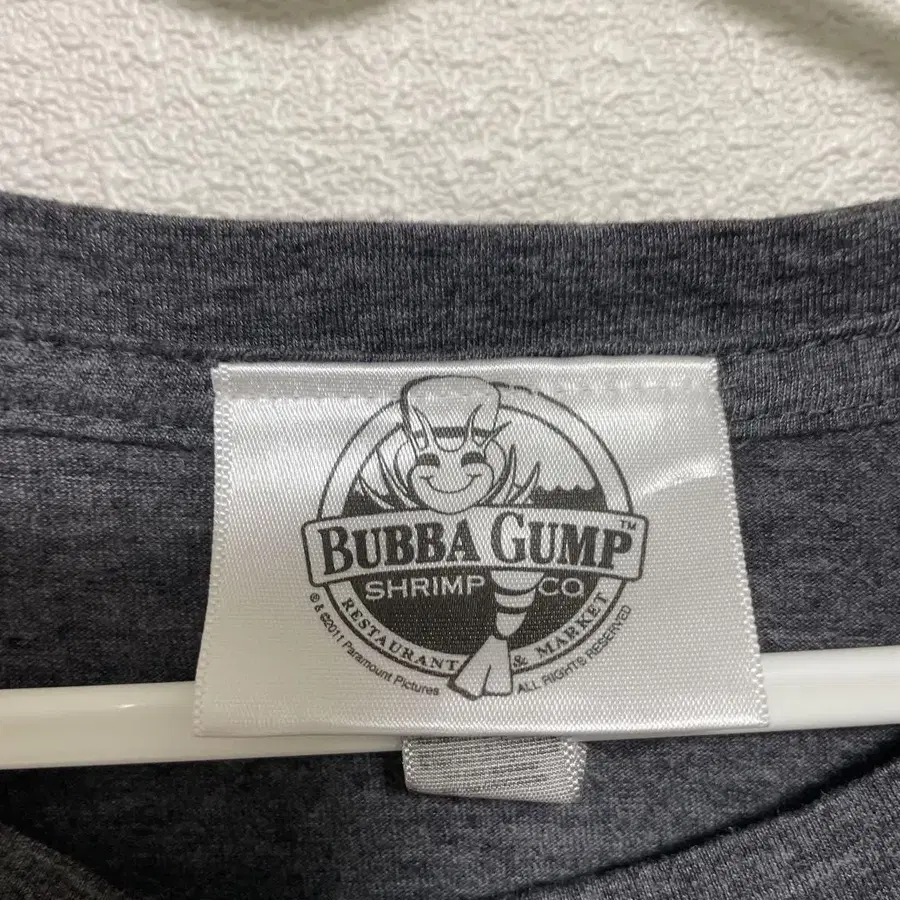 BUBBA GUMP™
SHRIMP CO
RESTAURANT & MARKET
® & ©2011 Paramount Pictures
ALL RIGHTS RESERVED